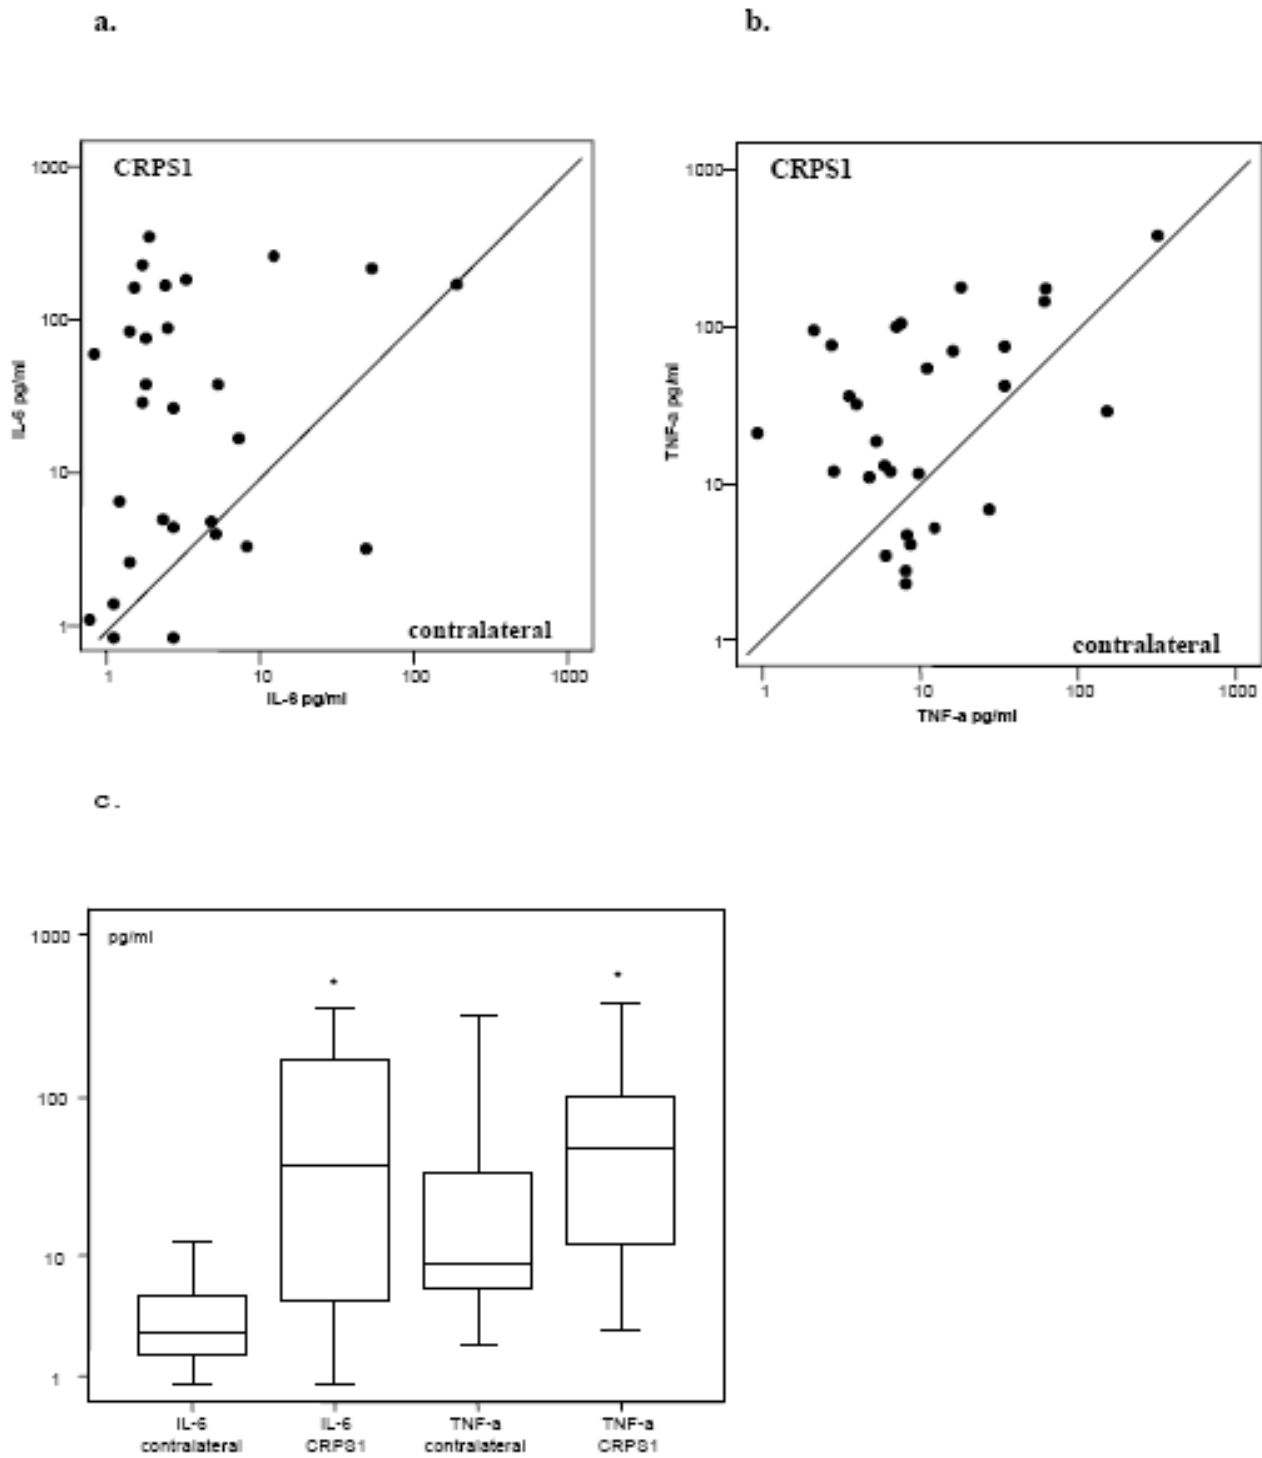 a.
b.
CRPS1
1000
100
10
1
IL-6 pg/ml
contralateral
1
10
100
1000
IL-6 pg/ml
CRPS1
1000
100
10
1
TNF-a pg/ml
contralateral
1
10
100
1000
TNF-a pg/ml
c.
1000
100
10
1
pg/ml
*
*
IL-6
contralateral
IL-6
CRPS1
TNF-a
contralateral
TNF-a
CRPS1